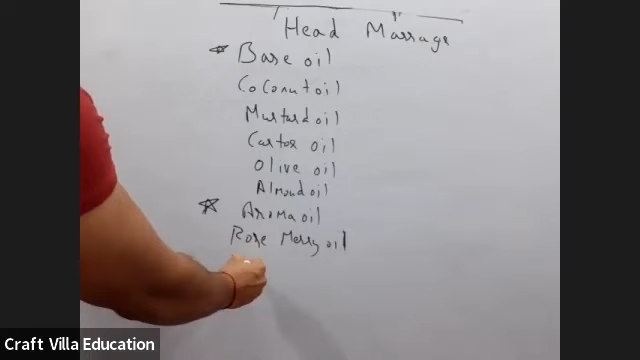 Head Massage
Base oil
Coconut oil
Mustard oil
Castor oil
Olive oil
Almond oil
Aroma oil
Rose Merry oil
Craft Villa Education